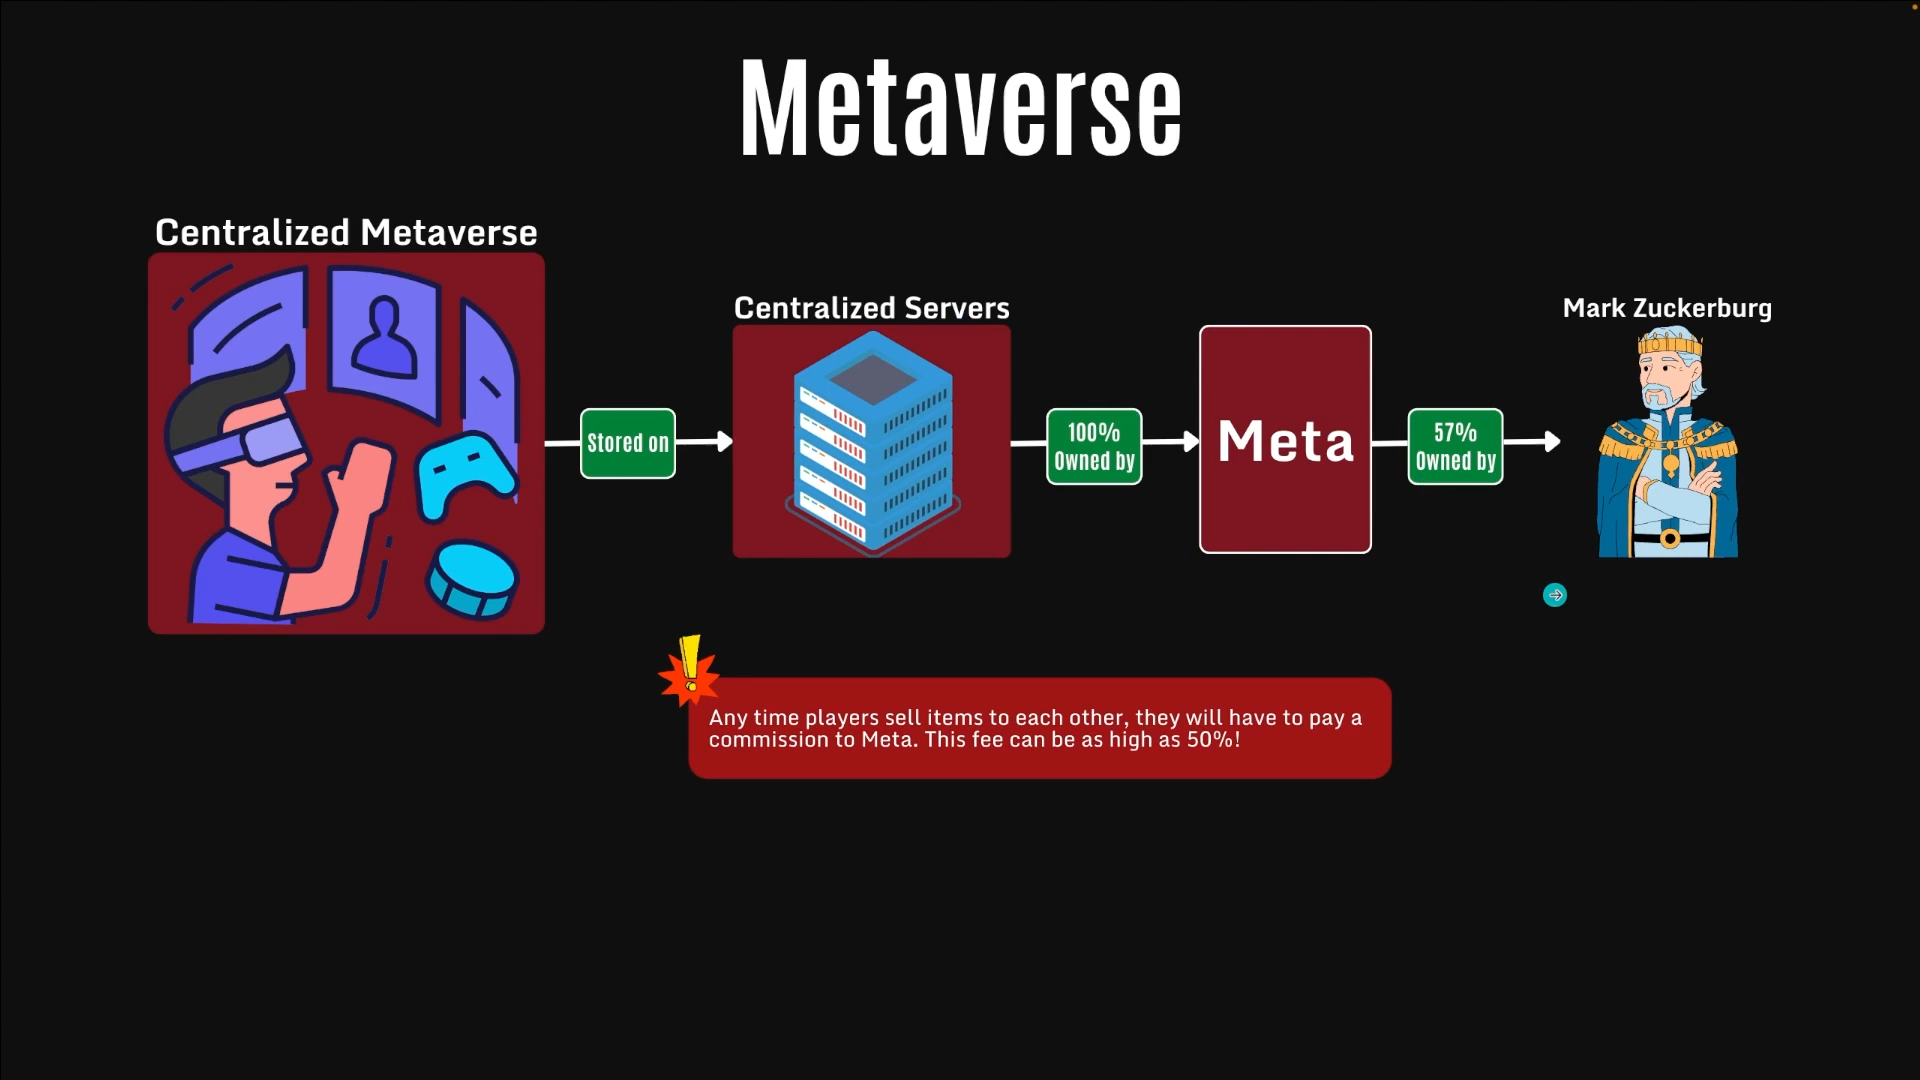 Metaverse
Centralized Metaverse
Centralized Servers
Mark Zuckerburg
Stored on
100%
Owned by
Meta
57%
Owned by
Any time players sell items to each other, they will have to pay a
commission to Meta. This fee can be as high as 50%!